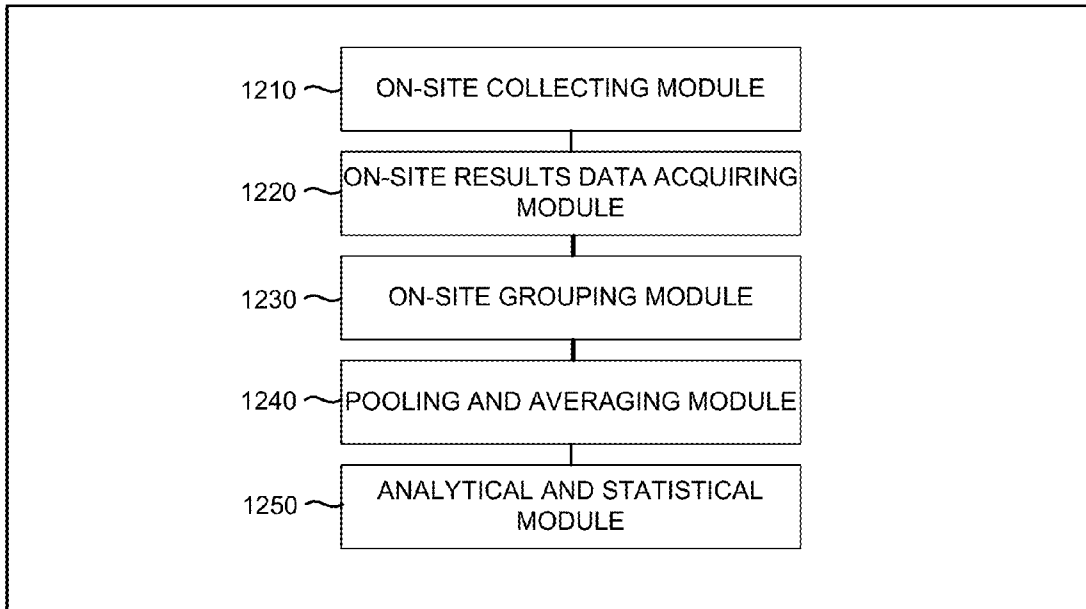 1210 ON-SITE COLLECTING MODULE
1220 ON-SITE RESULTS DATA ACQUIRING
MODULE
1230 ON-SITE GROUPING MODULE
1240 POOLING AND AVERAGING MODULE
1250 ANALYTICAL AND STATISTICAL
MODULE